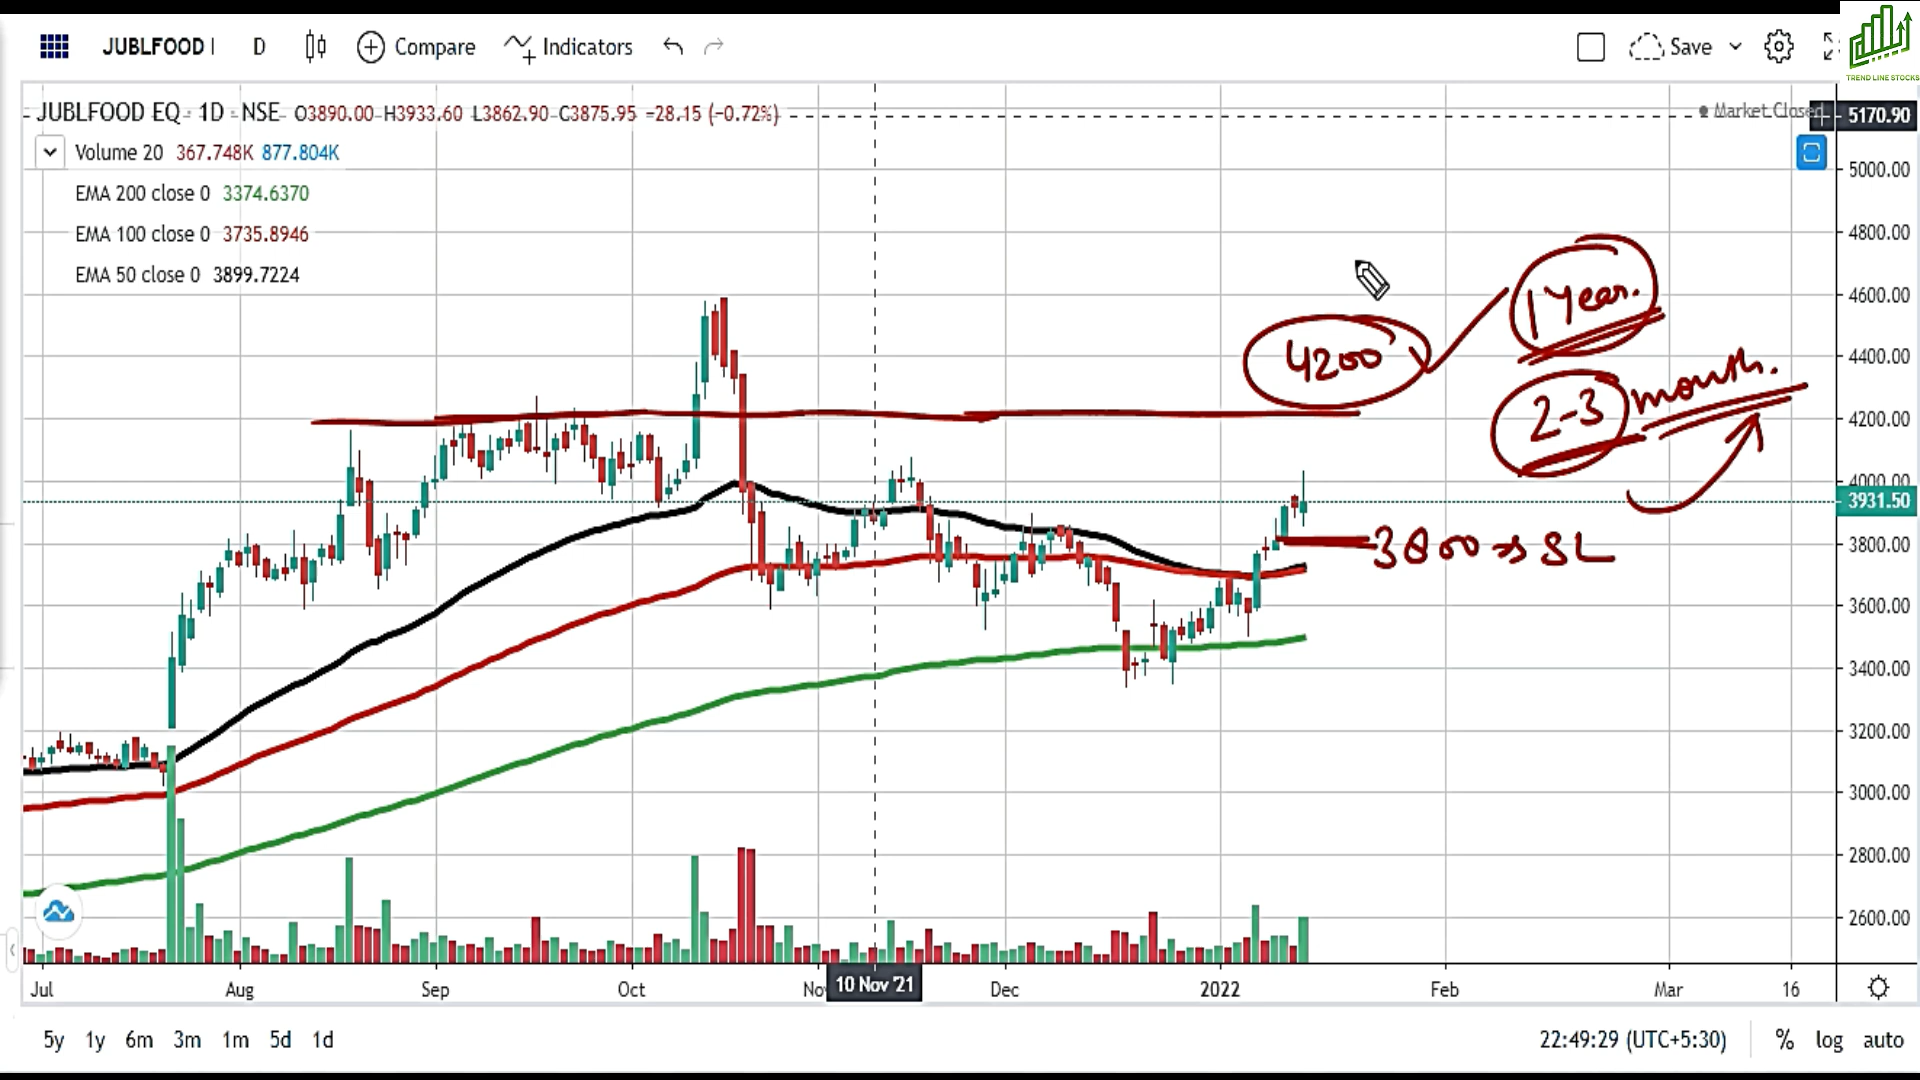 JUBLFOOD D Compare Indicators Save
TREND LINE STOCKS
JUBLFOOD EQ · 1D · NSE O3890.00 H3933.60 L3862.90 C3875.95 −28.15 (−0.72%)
Market Closed
5170.90
Volume 20 367.748K 877.804K
EMA 200 close 0 3374.6370
EMA 100 close 0 3735.8946
EMA 50 close 0 3899.7224
5000.00
4800.00
4600.00
4400.00
4200.00
4000.00
3931.50
3800.00
3600.00
3400.00
3200.00
3000.00
2800.00
2600.00
1 Year.
4200
2-3 month.
3800 → SL
Jul Aug Sep Oct Nov 10 Nov '21 Dec 2022 Feb Mar 16
5y 1y 6m 3m 1m 5d 1d 22:49:29 (UTC+5:30) % log auto